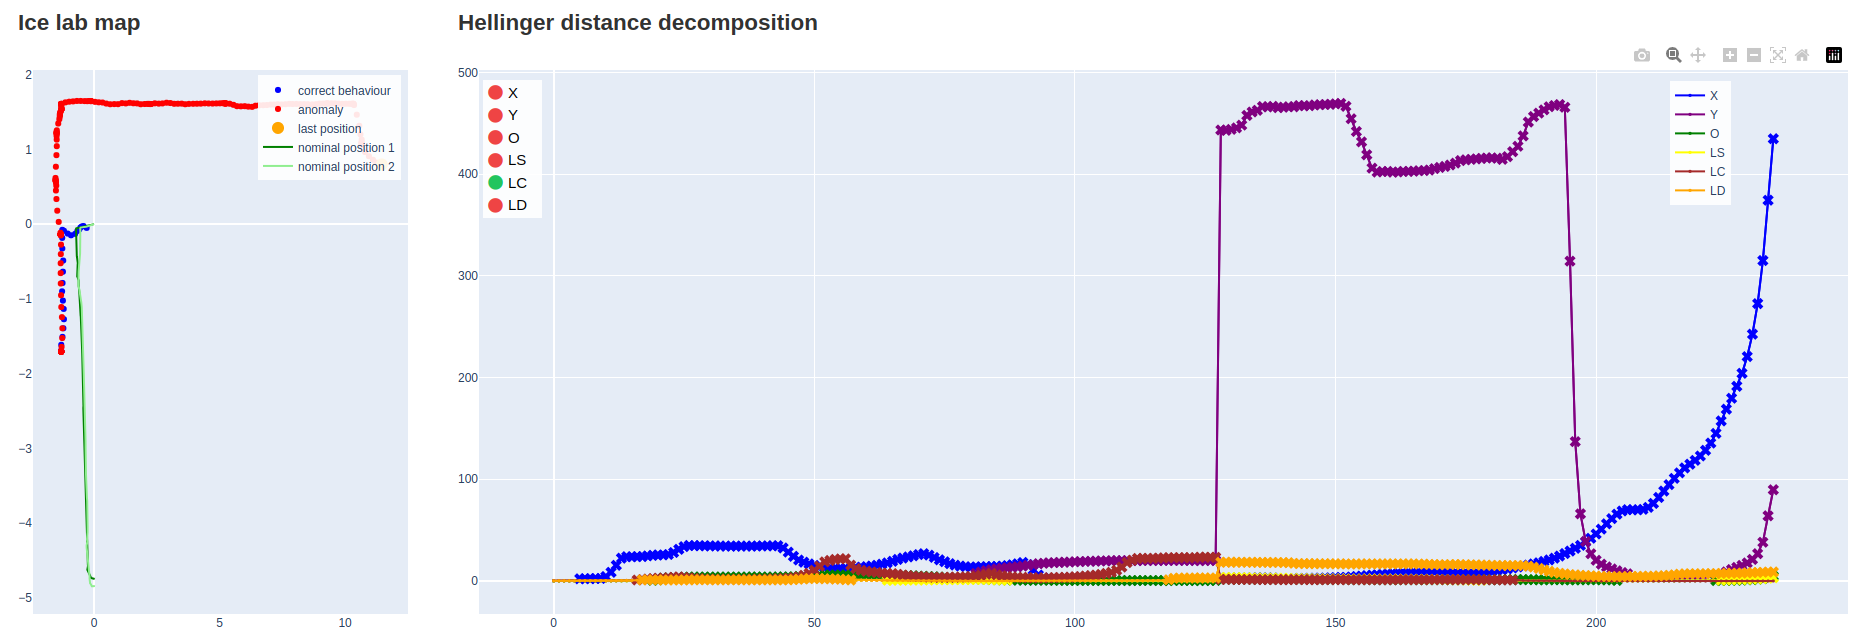 Ice lab map
Hellinger distance decomposition
2
1
0
−1
−2
−3
−4
−5
0
5
10
correct behaviour
anomaly
last position
nominal position 1
nominal position 2
500
400
300
200
100
0
0
50
100
150
200
X
Y
O
LS
LC
LD
X
Y
O
LS
LC
LD